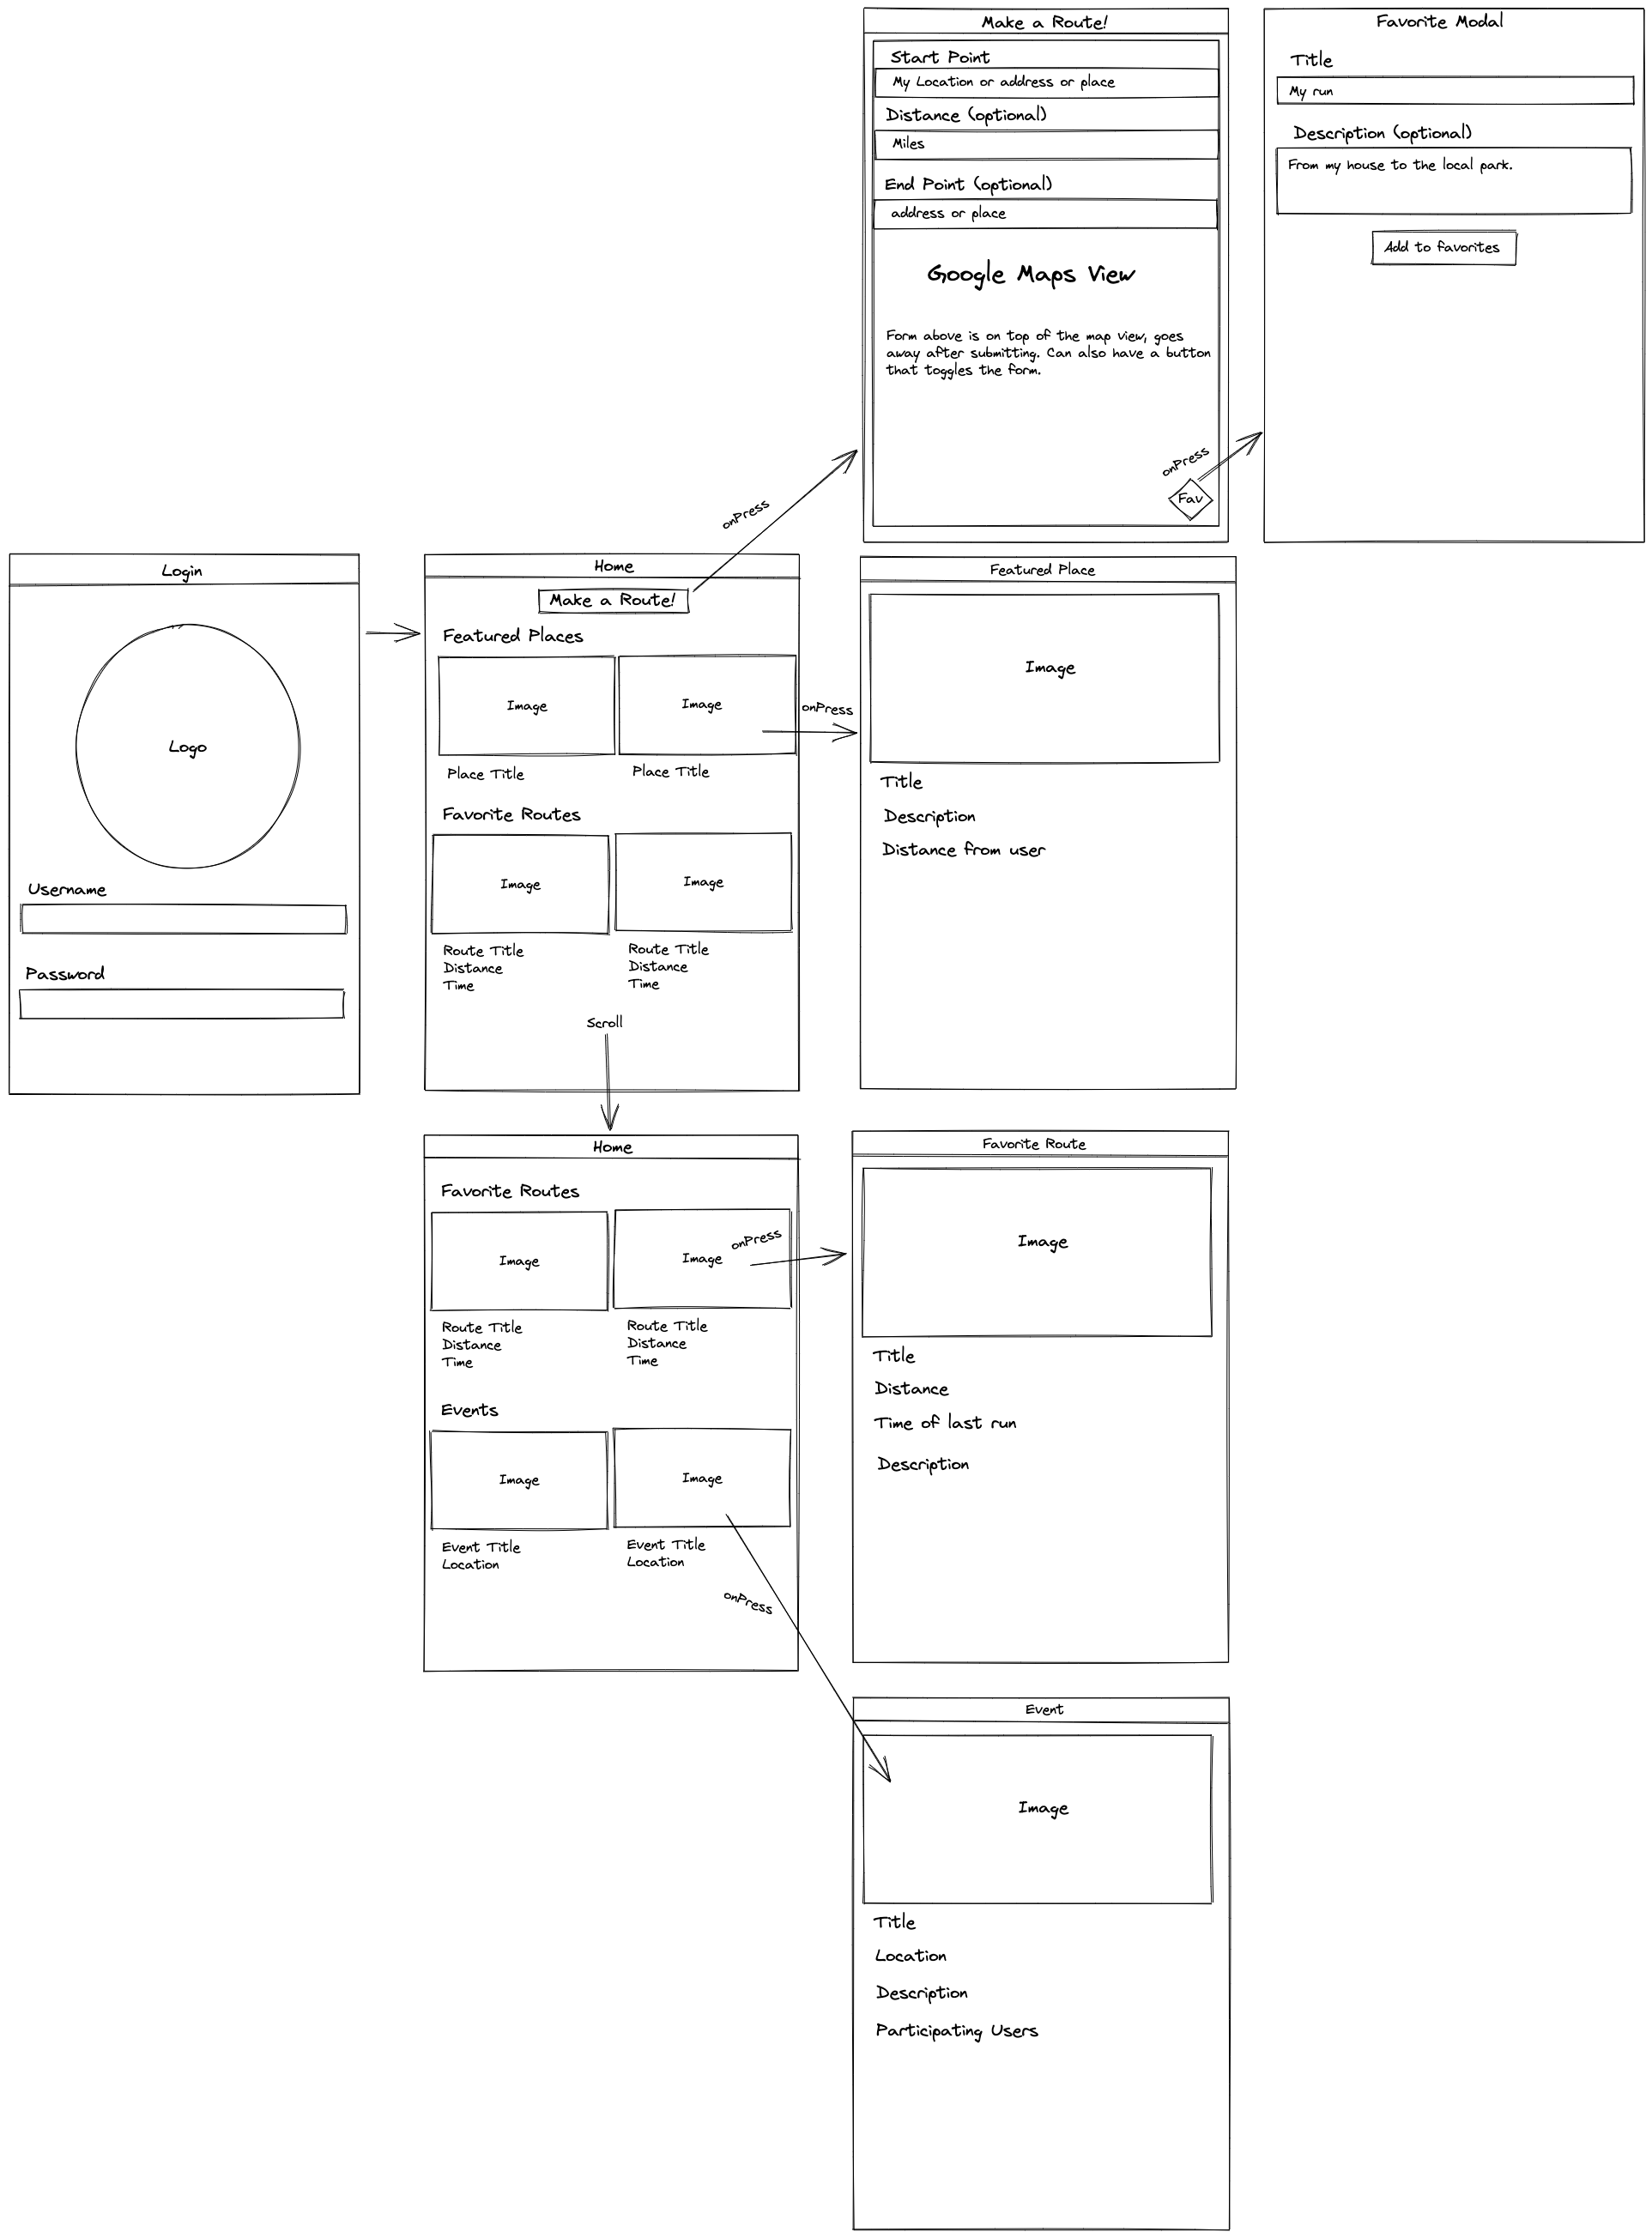 Make a Route!
Start Point
My Location or address or place
Distance (optional)
Miles
End Point (optional)
address or place
Google Maps View
Form above is on top of the map view, goes
away after submitting. Can also have a button
that toggles the form.
onPress
Fav
Favorite Modal
Title
My run
Description (optional)
From my house to the local park.
Add to favorites
Login
Logo
Username
Password
Home
Make a Route!
onPress
Featured Places
Image
Image
onPress
Place Title
Place Title
Favorite Routes
Image
Image
Route Title
Distance
Time
Route Title
Distance
Time
Scroll
Featured Place
Image
Title
Description
Distance from user
Home
Favorite Routes
Image
Image
onPress
Route Title
Distance
Time
Route Title
Distance
Time
Events
Image
Image
Event Title
Location
Event Title
Location
onPress
Favorite Route
Image
Title
Distance
Time of last run
Description
Event
Image
Title
Location
Description
Participating Users